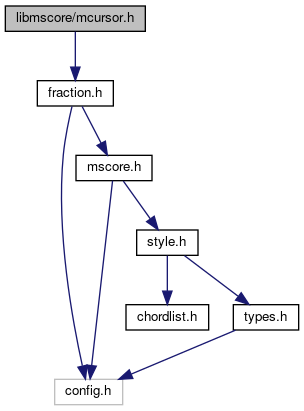 libmscore/mcursor.h
fraction.h
mscore.h
style.h
chordlist.h
types.h
config.h